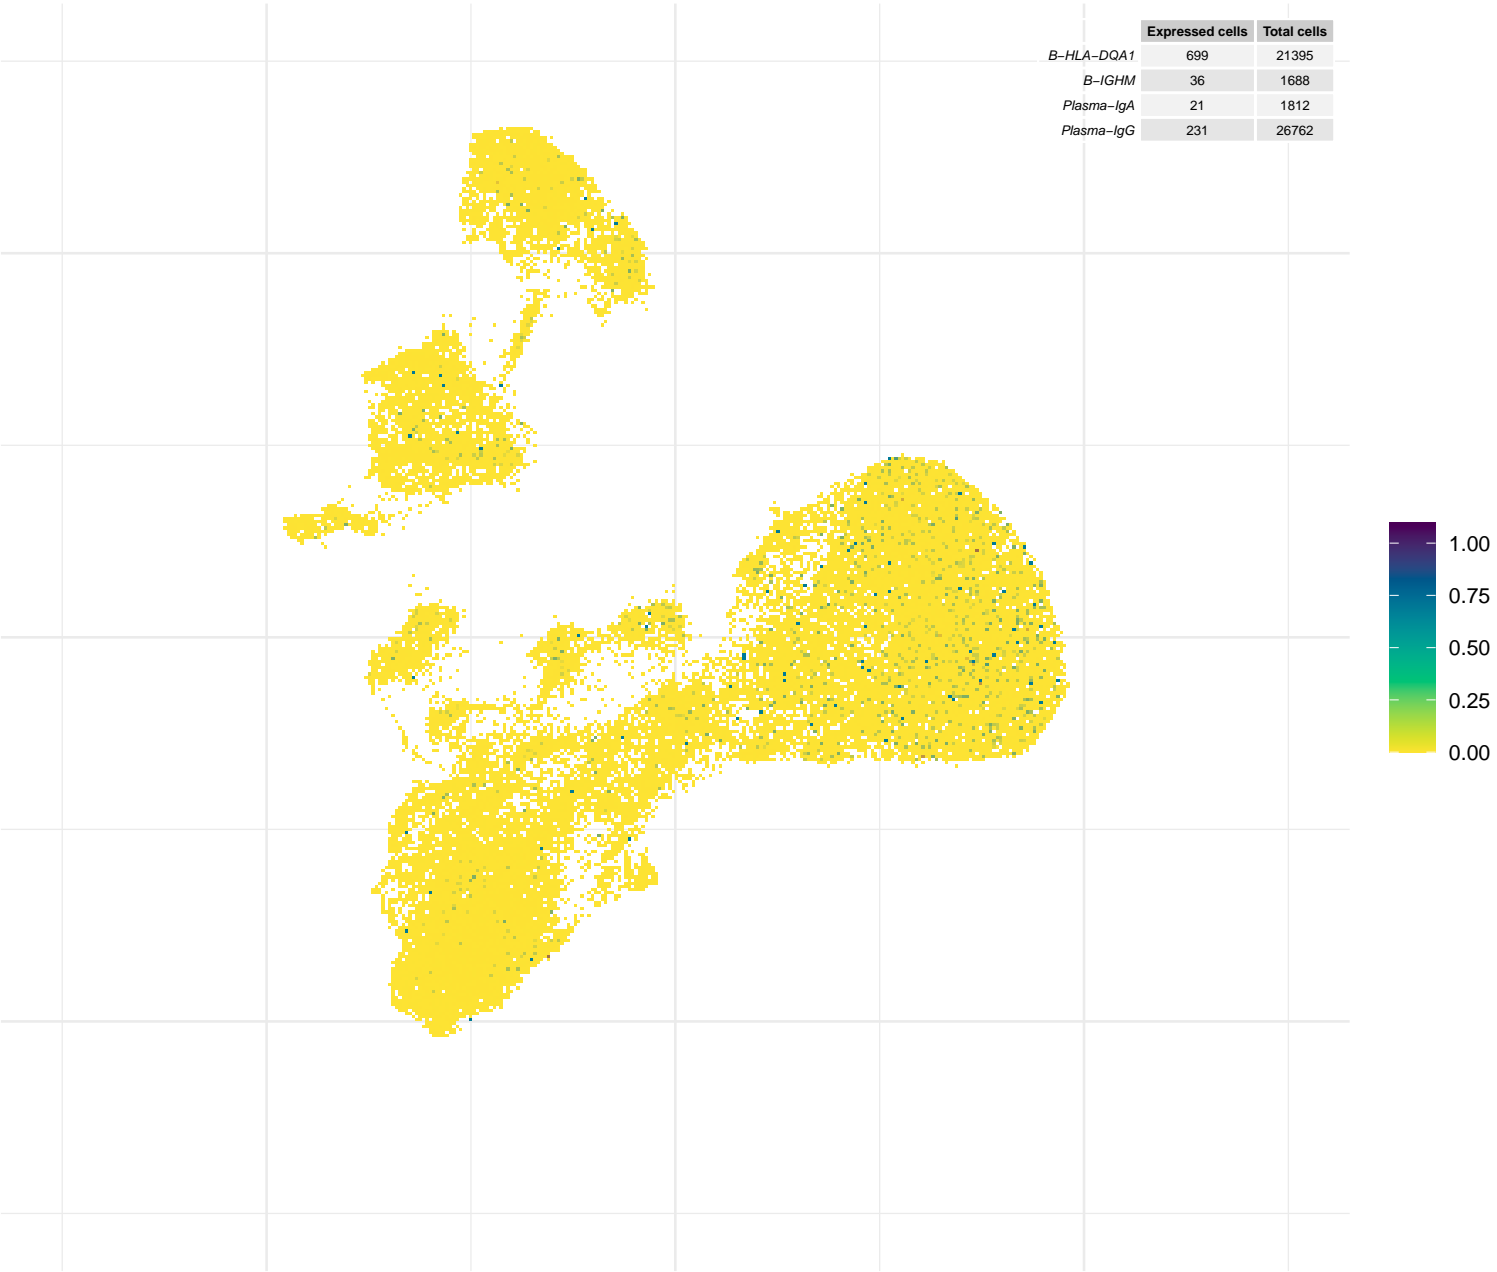 Expressed cells Total cells
B−HLA−DQA1 699 21395
B−IGHM 36 1688
Plasma−IgA 21 1812
Plasma−IgG 231 26762
1.00
0.75
0.50
0.25
0.00